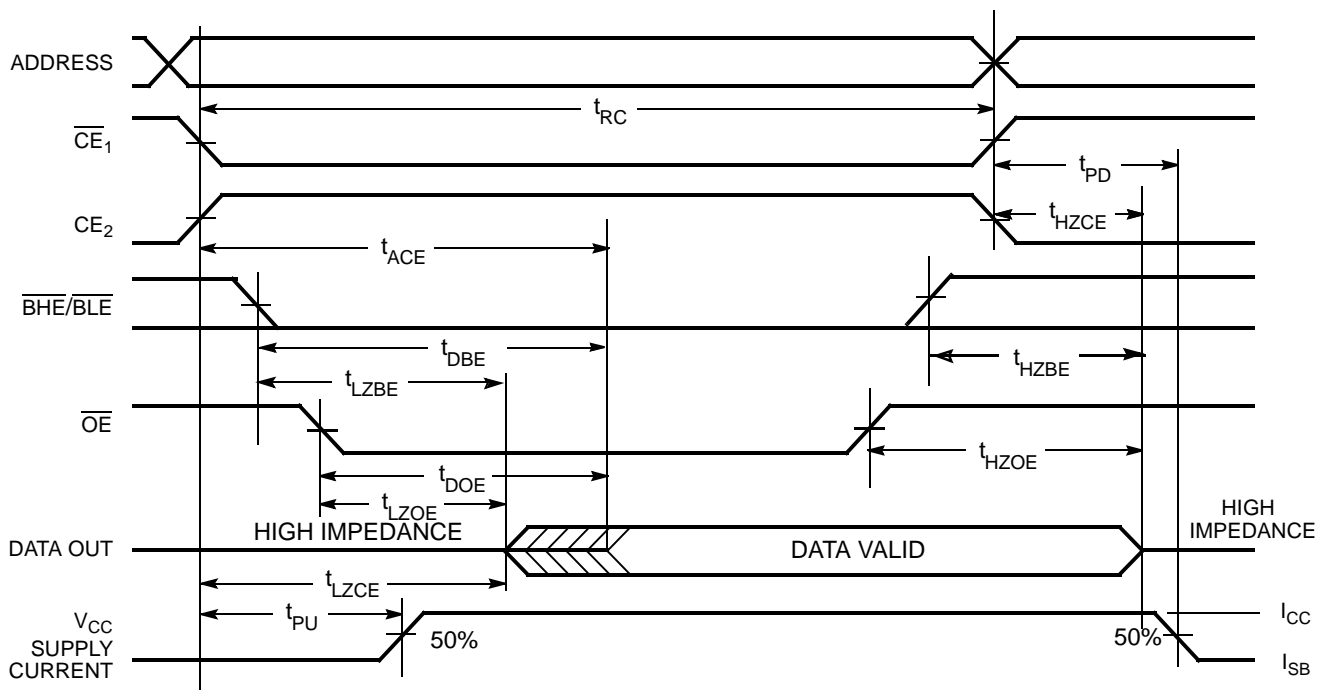 ADDRESS
tRC
CE1
tPD
CE2
tHZCE
tACE
BHE/BLE
tDBE
tHZBE
tLZBE
OE
tHZOE
tDOE
tLZOE
HIGH IMPEDANCE
HIGH
IMPEDANCE
DATA OUT
DATA VALID
tLZCE
tPU
VCC
SUPPLY
CURRENT
50%
50%
ICC
ISB